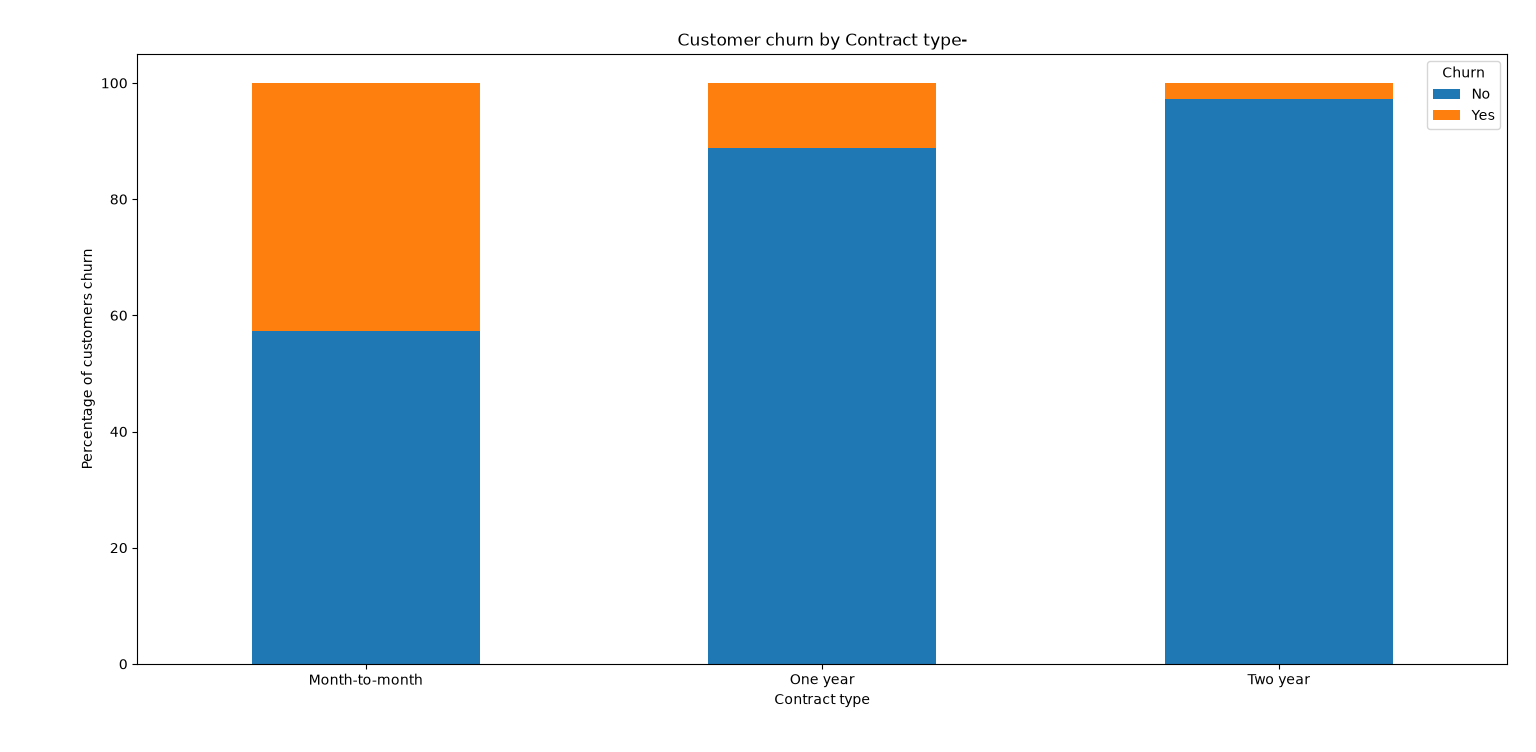 Customer churn by Contract type-
Churn
No
Yes
100
80
60
40
20
0
Percentage of customers churn
Month-to-month
One year
Two year
Contract type